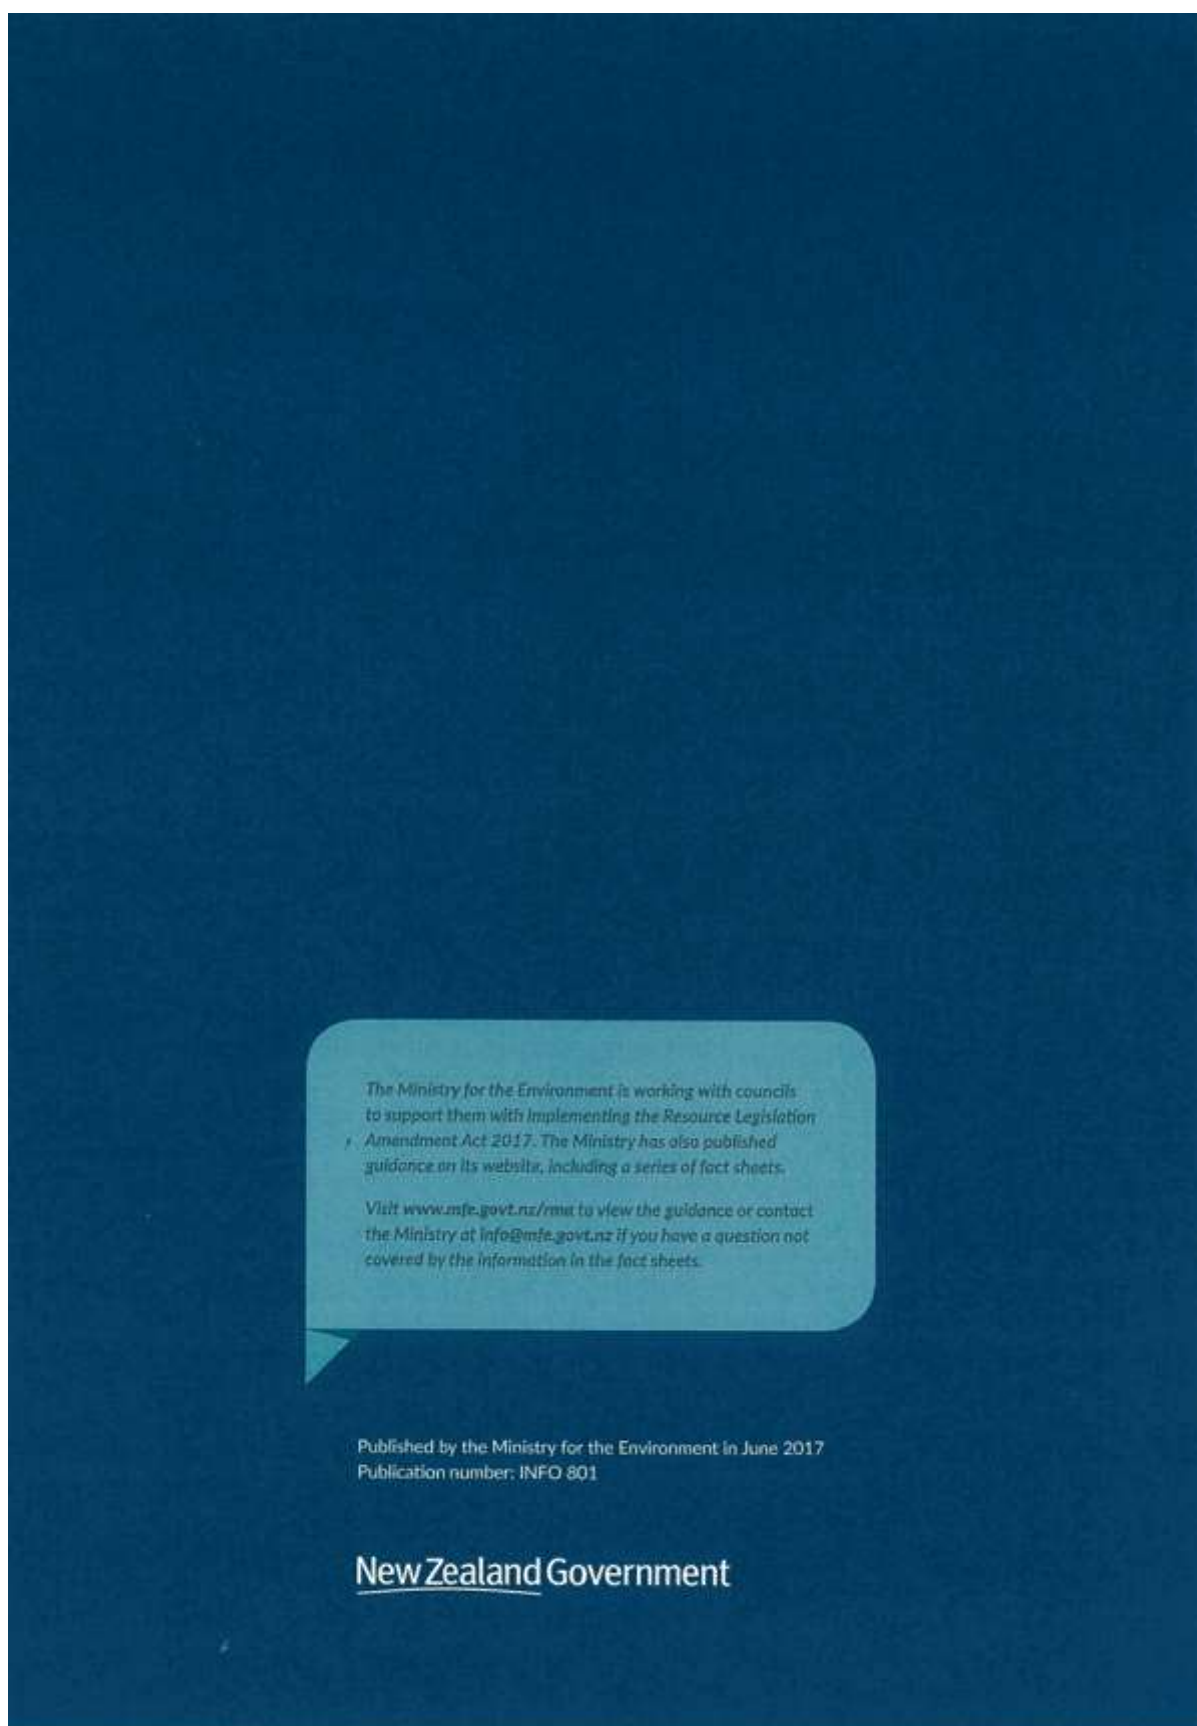 The Ministry for the Environment is working with councils
to support them with implementing the Resource Legislation
Amendment Act 2017. The Ministry has also published
guidance on its website, including a series of fact sheets.
Visit www.mfe.govt.nz/rma to view the guidance or contact
the Ministry at info@mfe.govt.nz if you have a question not
covered by the information in the fact sheets.
Published by the Ministry for the Environment in June 2017
Publication number: INFO 801
New Zealand Government